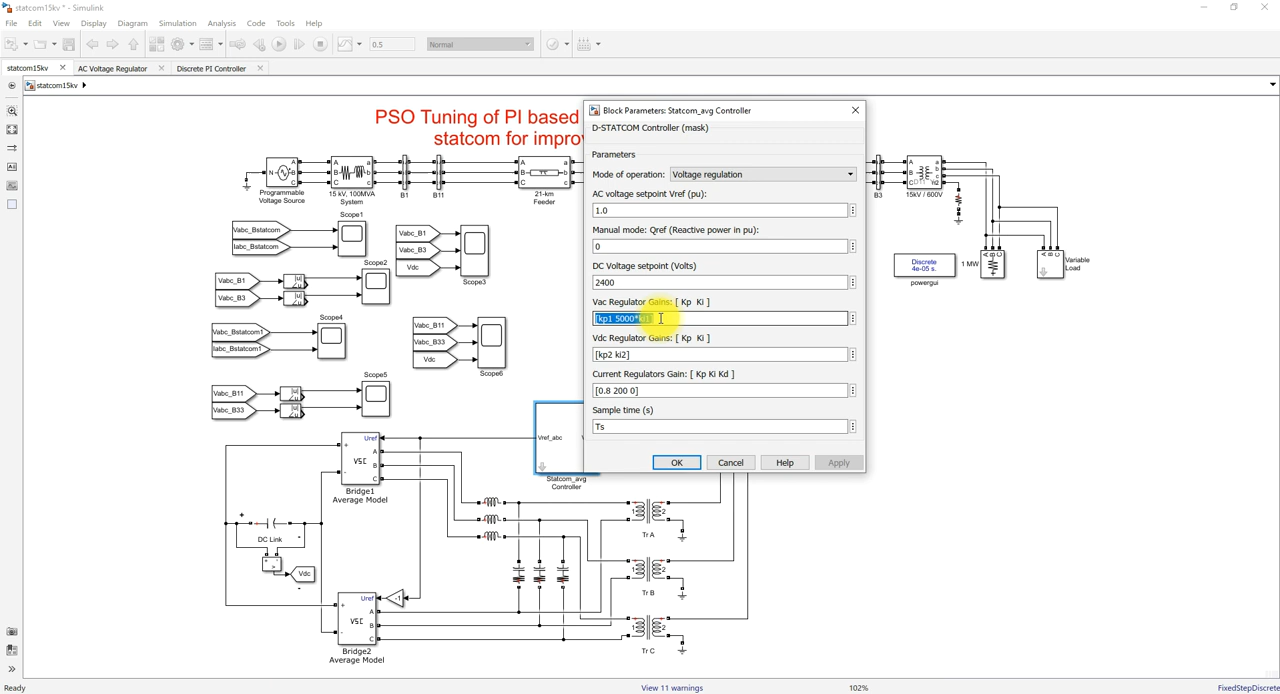 statcom15kv * - Simulink
File Edit View Display Diagram Simulation Analysis Code Tools Help
0.5 Normal
statcom15kv AC Voltage Regulator Discrete PI Controller
statcom15kv
PSO Tuning of PI based
statcom for improv
N A B C
A B C A B C
A B C A B C
Programmable
Voltage Source
15 kV, 100MVA
System
B1
B11
21-km
Feeder
B3
15kV / 600V
Scope1
Vabc_Bstatcom
Iabc_Bstatcom
Scope2
Vabc_B1
Vabc_B3
|u|
|u|
Vabc_B1
Vabc_B3
Vdc
Scope3
Scope4
Vabc_Bstatcom1
Iabc_Bstatcom1
Vabc_B11
Vabc_B33
Vdc
Scope6
Scope5
Vabc_B11
Vabc_B33
|u|
|u|
Discrete
4e-05 s.
powergui
1 MW
Variable
Load
Block Parameters: Statcom_avg Controller
D-STATCOM Controller (mask)
Parameters
Mode of operation: Voltage regulation
AC voltage setpoint Vref (pu):
1.0
Manual mode: Qref (Reactive power in pu):
0
DC Voltage setpoint (Volts)
2400
Vac Regulator Gains: [ Kp Ki ]
[kp1 5000*ki1]
Vdc Regulator Gains: [ Kp Ki ]
[kp2 ki2]
Current Regulators Gain: [ Kp Ki Kd ]
[0.8 200 0]
Sample time (s)
Ts
OK Cancel Help Apply
Vref_abc
Statcom_avg
Controller
Uref
+ A
VSC B
- C
Bridge1
Average Model
DC Link
Vdc
-1
Uref
+ A
VSC B
- C
Bridge2
Average Model
1 2
Tr A
1 2
Tr B
1 2
Tr C
Ready View 11 warnings 102% FixedStepDiscrete